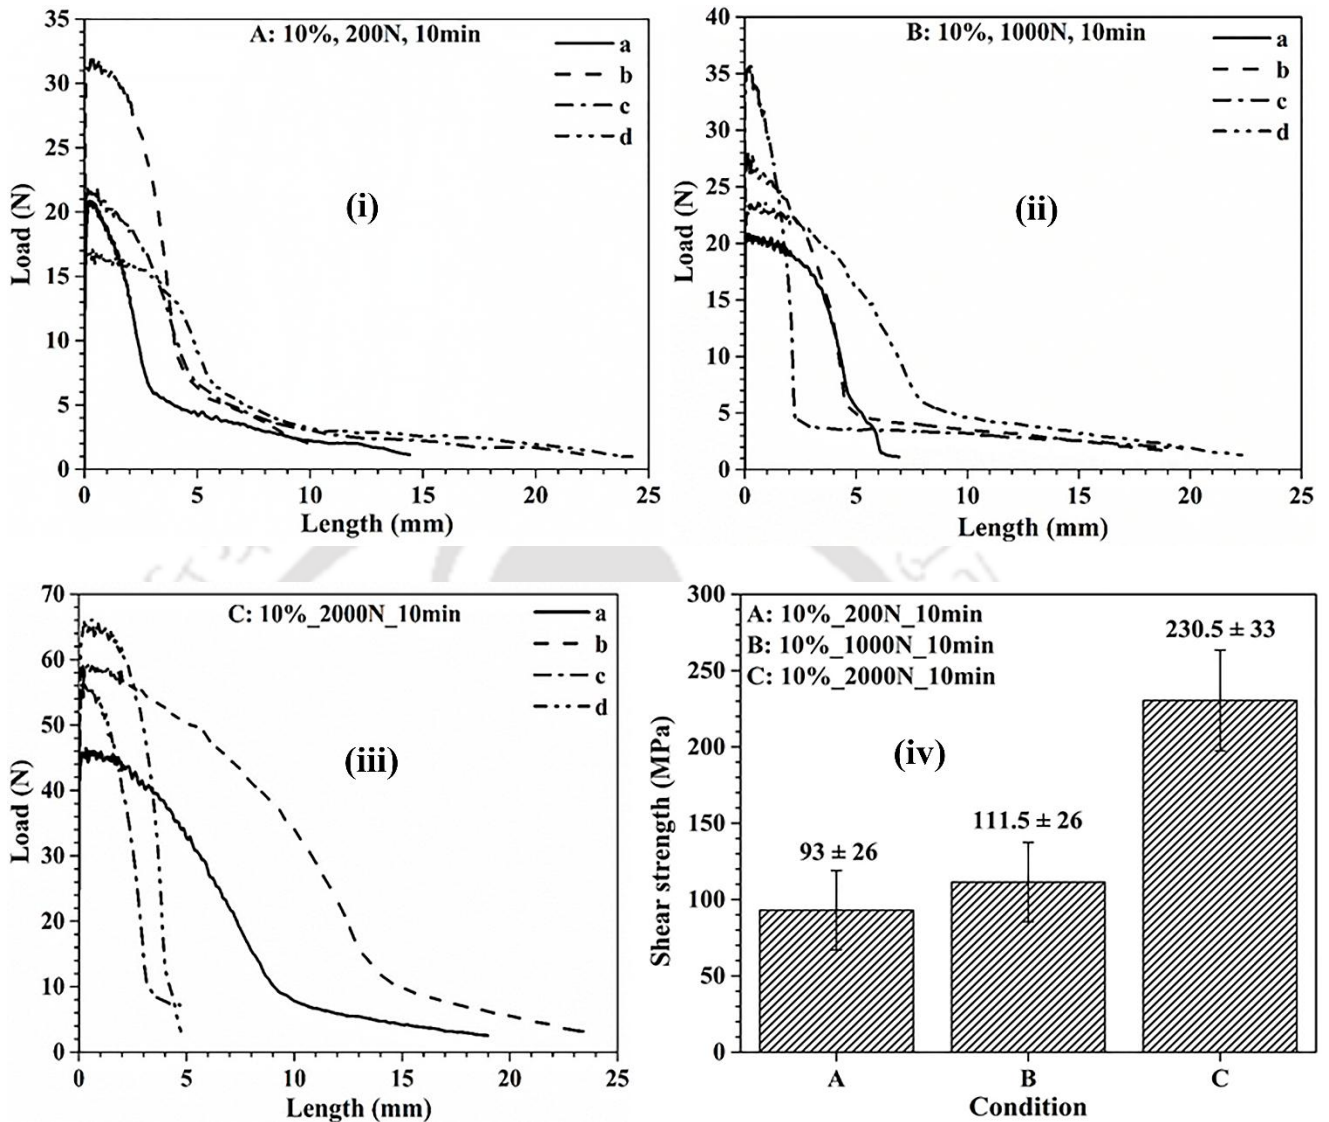 A: 10%, 200N, 10min
a
b
c
d
(i)
35
30
25
20
15
10
5
0
Load (N)
0 5 10 15 20 25
Length (mm)
B: 10%, 1000N, 10min
a
b
c
d
(ii)
40
35
30
25
20
15
10
5
0
Load (N)
0 5 10 15 20 25
Length (mm)
C: 10%_2000N_10min
a
b
c
d
(iii)
70
60
50
40
30
20
10
0
Load (N)
0 5 10 15 20 25
Length (mm)
A: 10%_200N_10min
B: 10%_1000N_10min
C: 10%_2000N_10min
(iv)
230.5 ± 33
111.5 ± 26
93 ± 26
300
250
200
150
100
50
0
Shear strength (MPa)
A B C
Condition